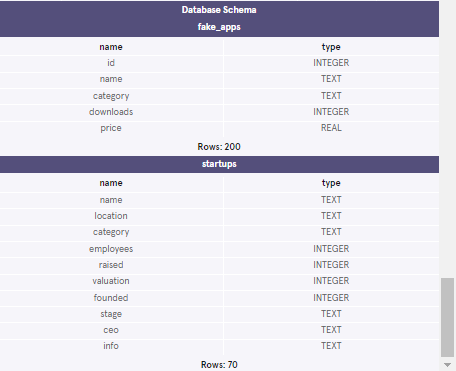 Database Schema
fake_apps
name type
id INTEGER
name TEXT
category TEXT
downloads INTEGER
price REAL
Rows: 200
startups
name type
name TEXT
location TEXT
category TEXT
employees INTEGER
raised INTEGER
valuation INTEGER
founded INTEGER
stage TEXT
ceo TEXT
info TEXT
Rows: 70